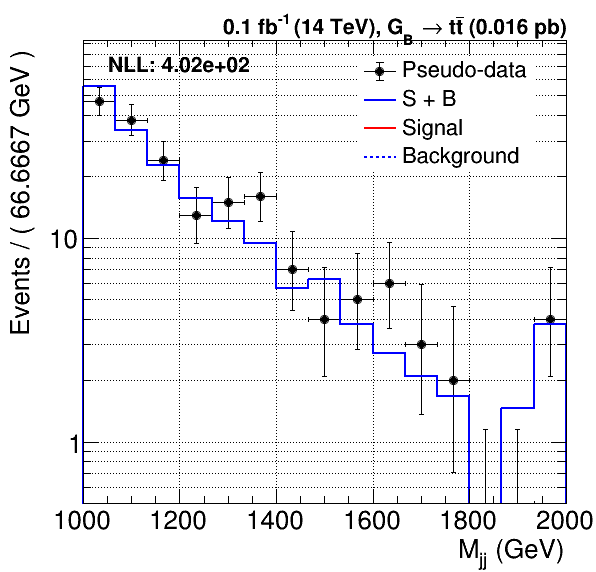 0.1 fb⁻¹ (14 TeV), G_B → tt̄ (0.016 pb)
NLL: 4.02e+02
Pseudo-data
S + B
Signal
Background
Events / ( 66.6667 GeV )
10
1
1000 1200 1400 1600 1800 2000
M_jj (GeV)